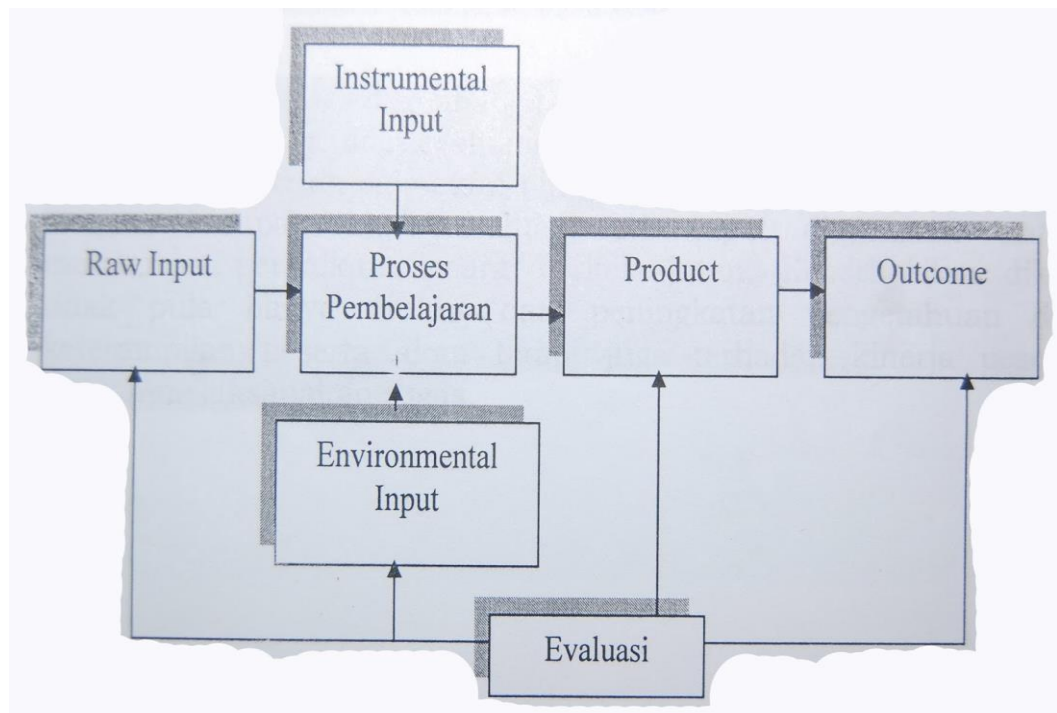 Instrumental
Input
Raw Input
Proses
Pembelajaran
Product
Outcome
Environmental
Input
Evaluasi